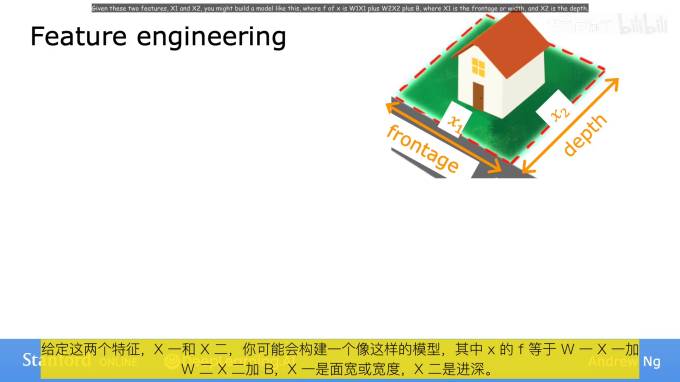 Given these two features, X1 and X2, you might build a model like this, where f of x is W1X1 plus W2X2 plus B, where X1 is the frontage or width, and X2 is the depth.
Feature engineering
bilibili
x₁
x₂
frontage
depth
给定这两个特征，X 一和 X 二，你可能会构建一个像这样的模型，其中 x 的 f 等于 W 一 X 一加
W 二 X 二加 B，X 一是面宽或宽度，X 二是进深。
Stanford ONLINE
DeepLearning.AI
Andrew Ng